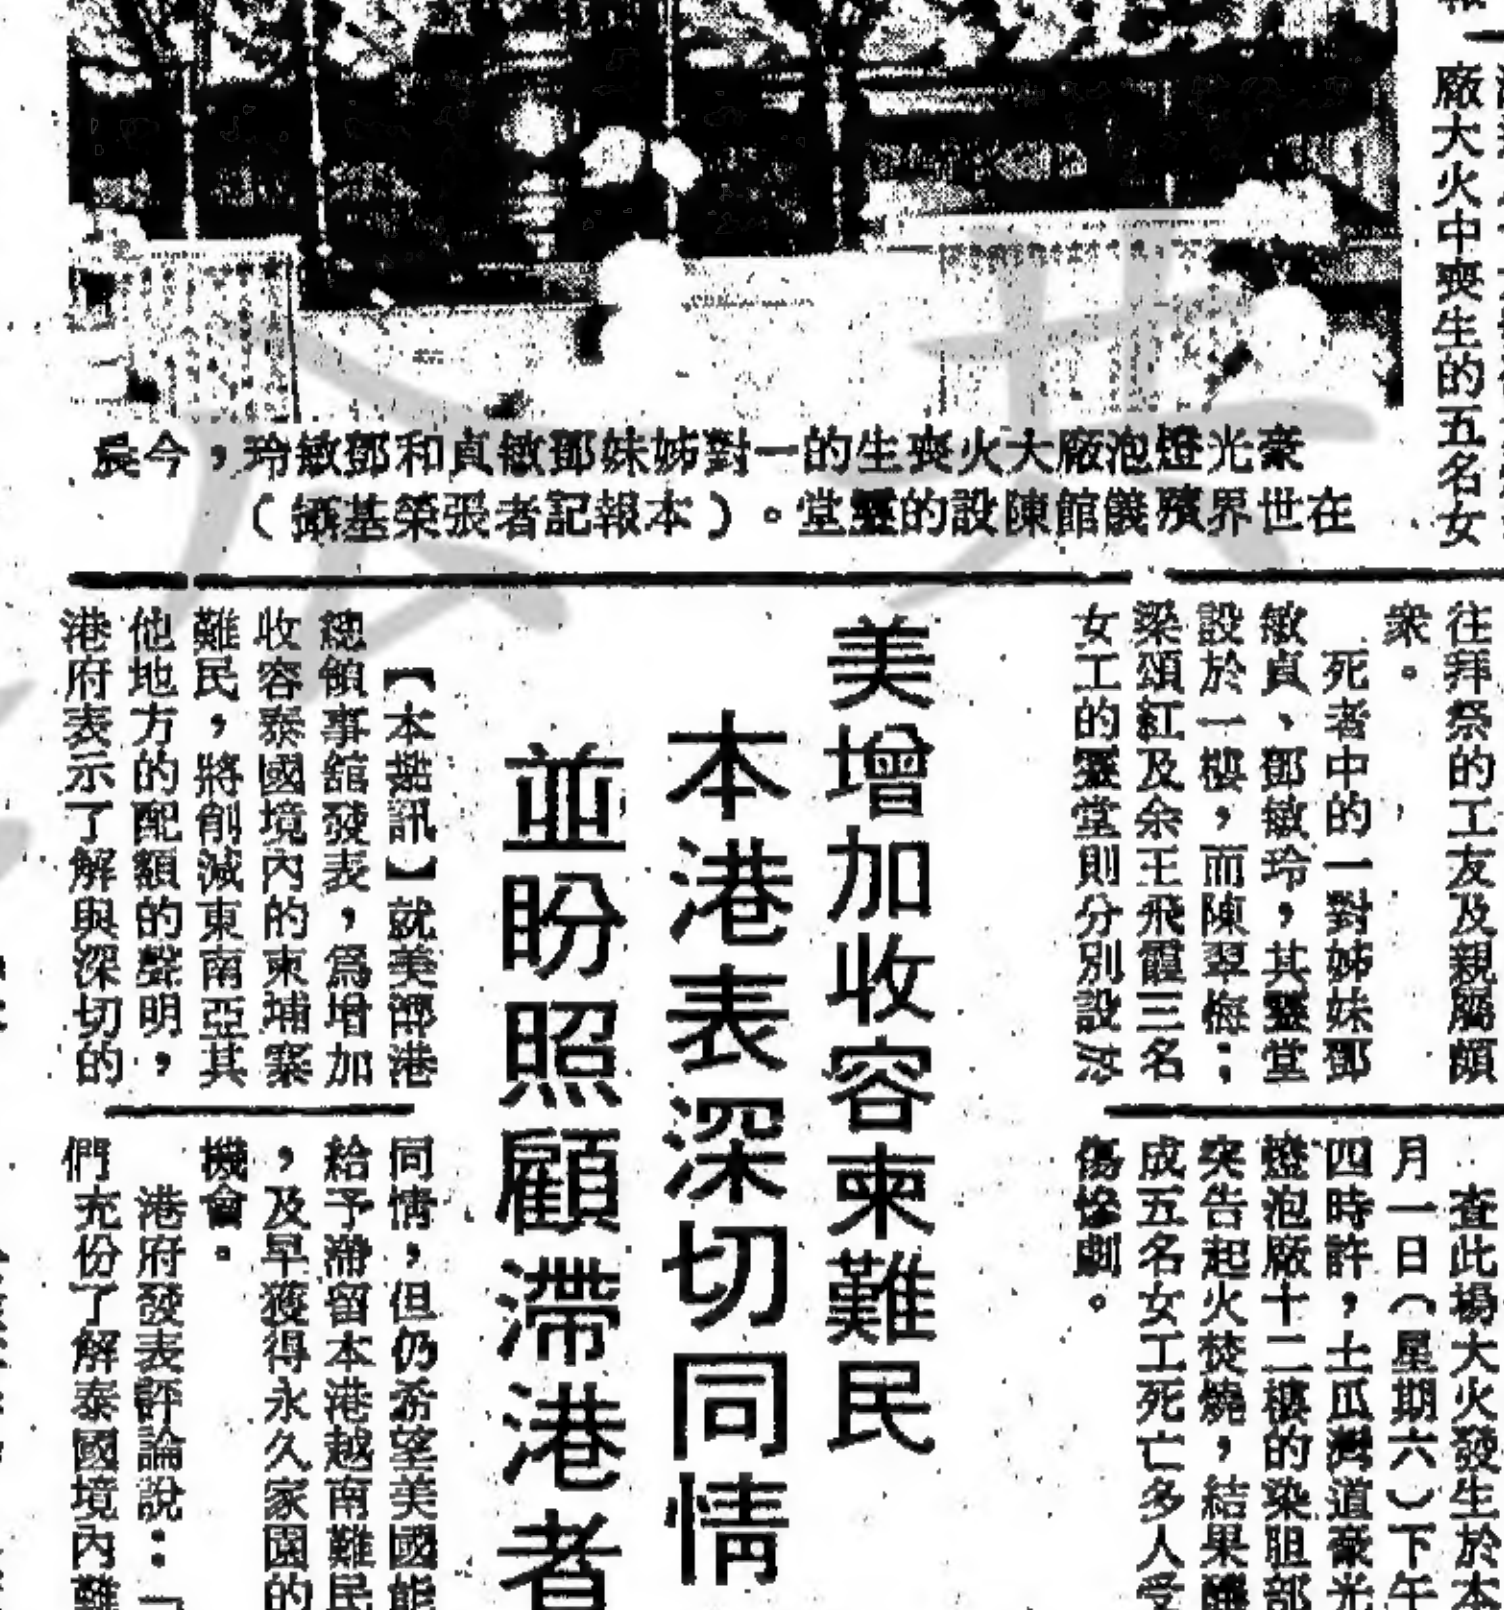 廠大火中喪生的五名女
豪光燈泡廠大火喪生的一對姊妹鄧敏貞和鄧敏玲，今晨
在世界殯儀館陳設的靈堂。（本報記者張榮基攝）
往拜祭的工友及親屬頗
衆。
死者中的一對姊妹鄧
敏貞、鄧敏玲，其靈堂
設於一樓，而陳翠梅；
梁頌紅及余王飛霞三名
女工的靈堂則分別設
查此場大火發生於本
月一日（星期六）下午
四時許，土瓜灣道豪光
燈泡廠十二樓的染胆部
突告起火焚燒，結果釀
成五名女工死亡多人受
傷慘劇。
美增加收容柬難民
本港表深切同情
並盼照顧滯港者
【本報訊】就美國駐港
總領事舘發表，爲增加
收容泰國境內的柬埔寨
難民，將削減東南亞其
他地方的配額的聲明，
港府表示了解與深切的
同情，但仍希望美國能
給予滯留本港越南難民
，及早獲得永久家園的
機會。
港府發表評論說：「
們充份了解泰國境內難